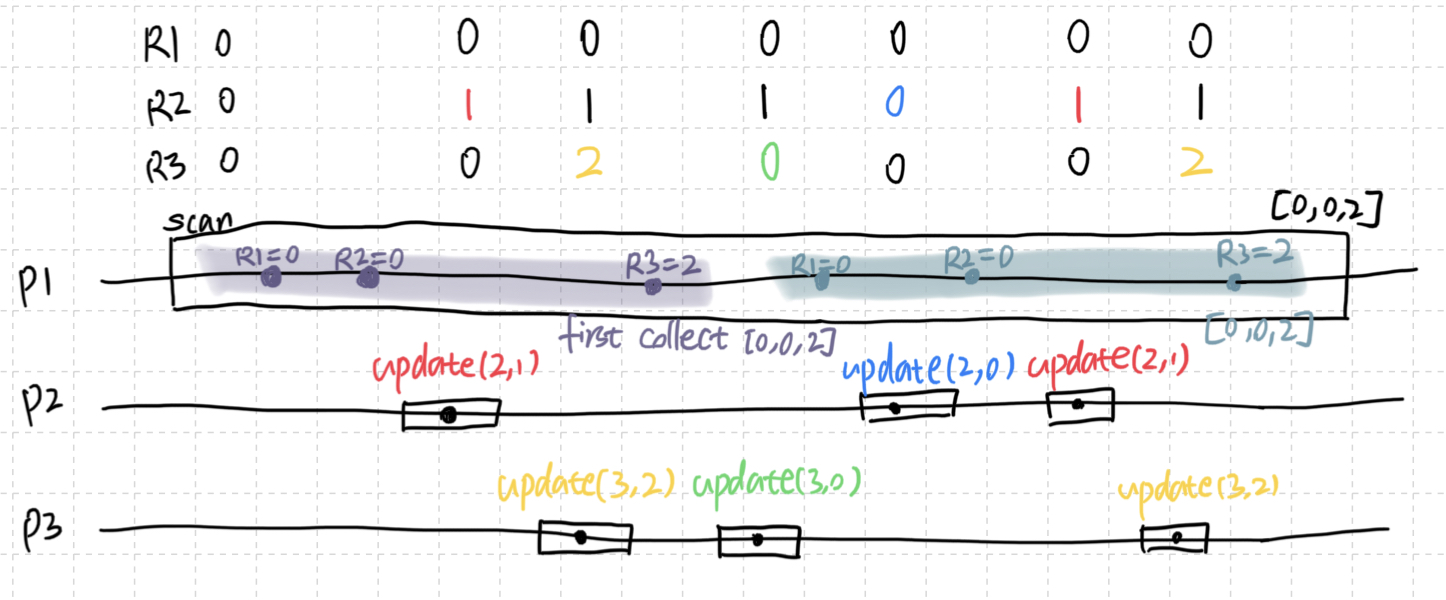 R1 0 0 0 0 0 0 0
R2 0 1 1 1 0 1 1
R3 0 0 2 0 0 0 2
scan [0,0,2]
P1 R1=0 R2=0 R3=2 R1=0 R2=0 R3=2
first collect [0,0,2] [0,0,2]
update(2,1) update(2,0) update(2,1)
P2
update(3,2) update(3,0) update(3,2)
P3